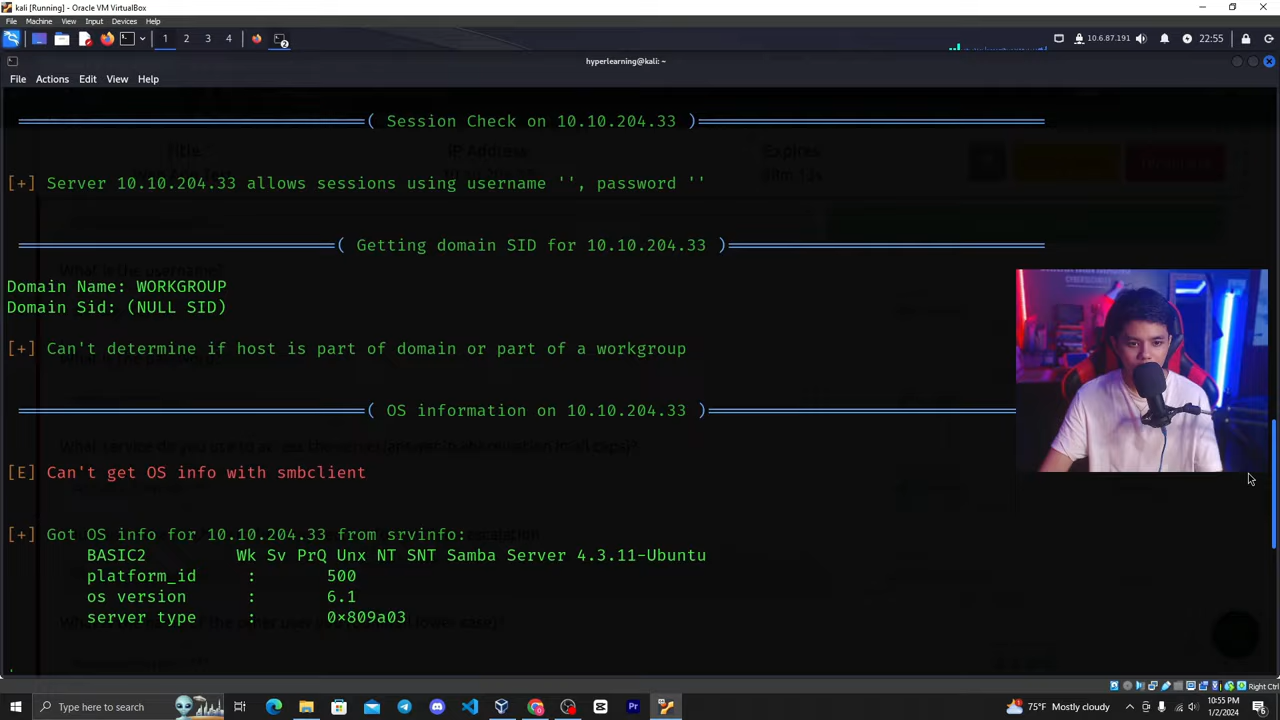 kali [Running] - Oracle VM VirtualBox
File Machine View Input Devices Help
1 2 3 4 2 10.6.87.191 22:55
hyperlearning@kali: ~
File Actions Edit View Help
( Session Check on 10.10.204.33 )
[+] Server 10.10.204.33 allows sessions using username '', password ''
( Getting domain SID for 10.10.204.33 )
Domain Name: WORKGROUP
Domain Sid: (NULL SID)
[+] Can't determine if host is part of domain or part of a workgroup
( OS information on 10.10.204.33 )
[E] Can't get OS info with smbclient
[+] Got OS info for 10.10.204.33 from srvinfo:
BASIC2 Wk Sv PrQ Unx NT SNT Samba Server 4.3.11-Ubuntu
platform_id : 500
os version : 6.1
server type : 0x809a03
Right Ctrl
Type here to search
75°F Mostly cloudy
10:55 PM
1/2/2024